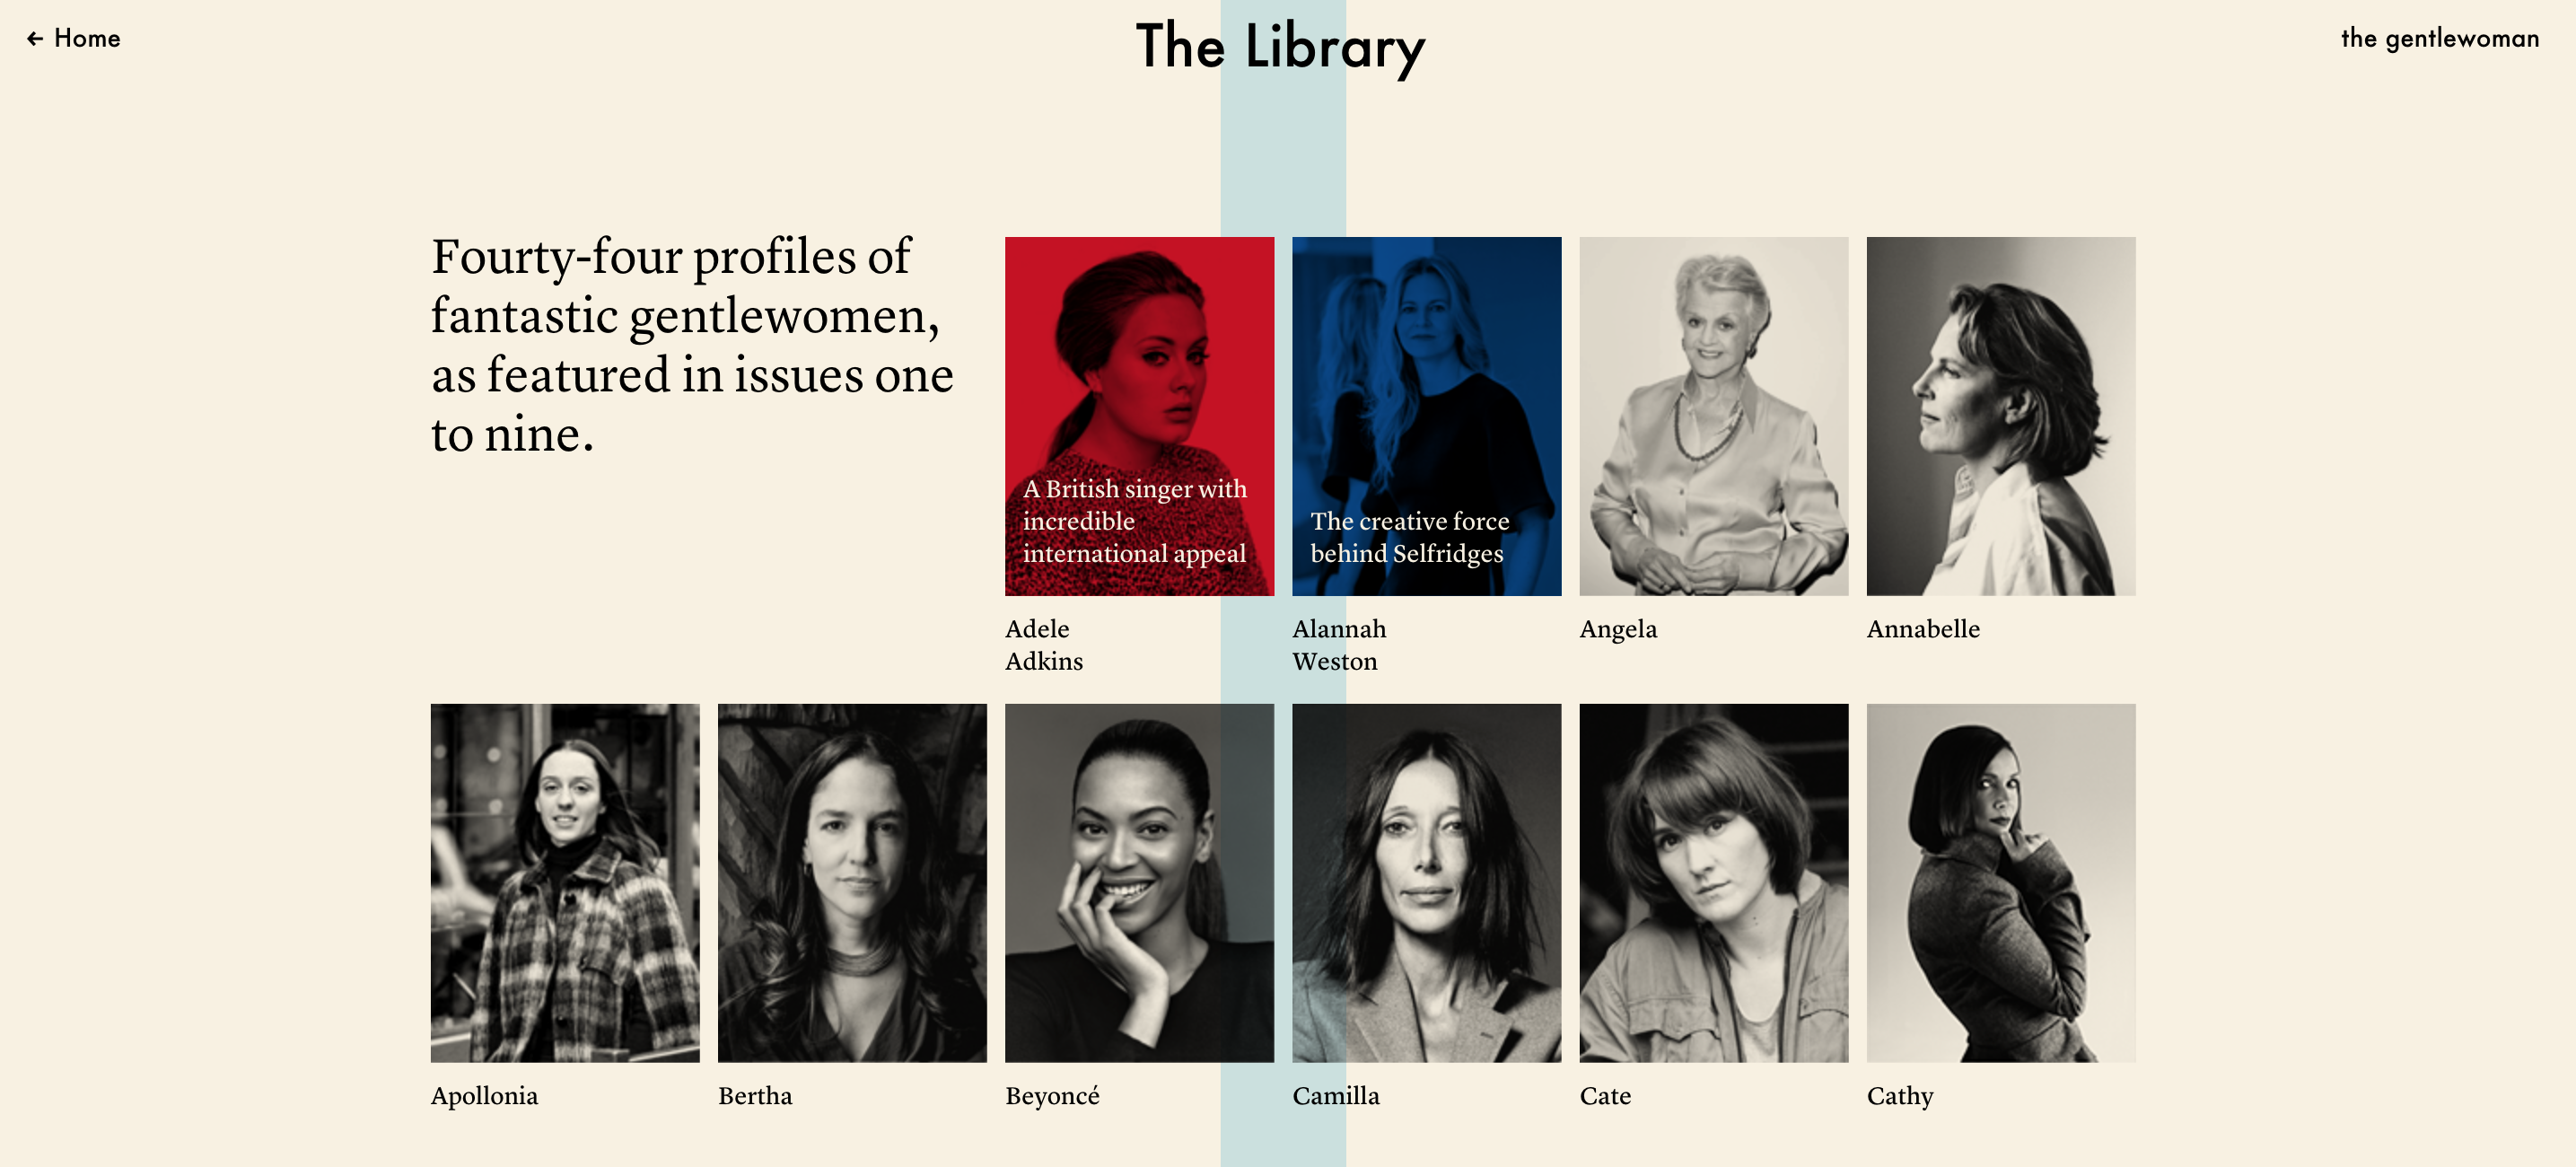 ← Home
The Library
the gentlewoman
Fourty-four profiles of
fantastic gentlewomen,
as featured in issues one
to nine.
A British singer with
incredible
international appeal
Adele
Adkins
The creative force
behind Selfridges
Alannah
Weston
Angela
Annabelle
Apollonia
Bertha
Beyoncé
Camilla
Cate
Cathy